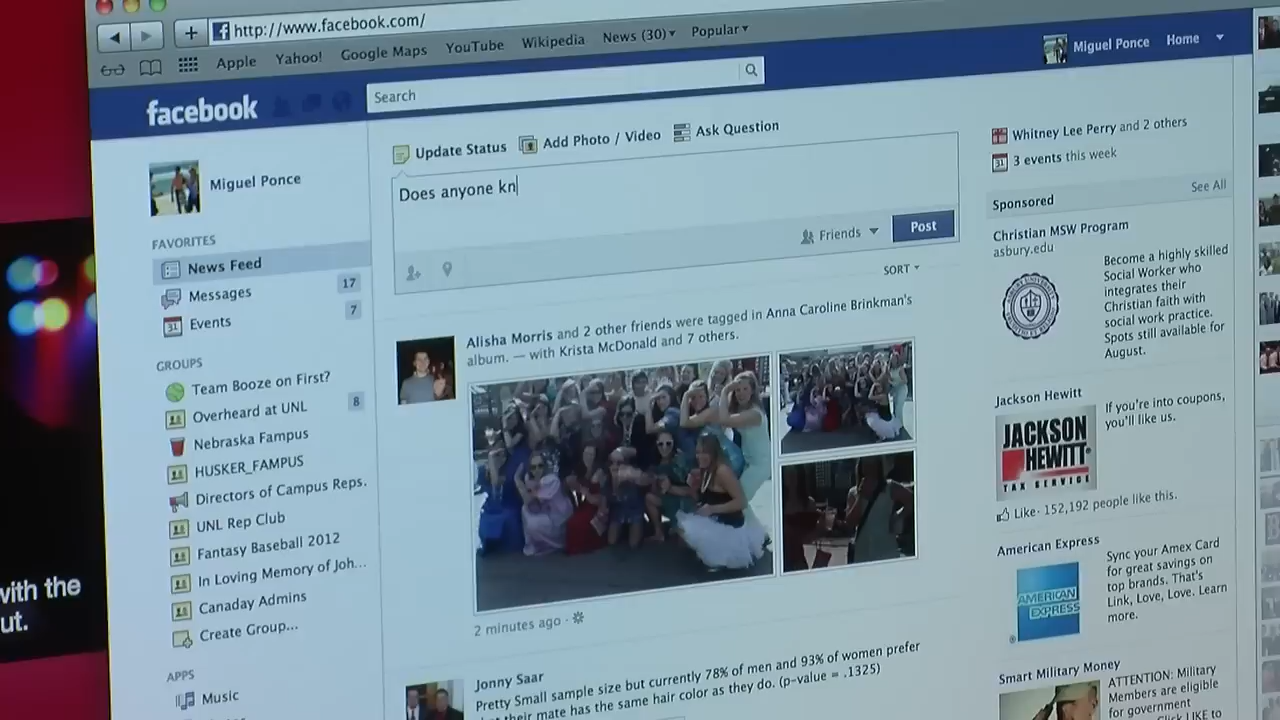 http://www.facebook.com/
Apple
Yahoo!
Google Maps
YouTube
Wikipedia
News (30)
Popular
facebook
Search
Miguel Ponce
Home
Miguel Ponce
FAVORITES
News Feed
Messages
17
Events
7
GROUPS
Team Booze on First?
Overheard at UNL
8
Nebraska Fampus
HUSKER_FAMPUS
Directors of Campus Reps.
UNL Rep Club
Fantasy Baseball 2012
In Loving Memory of Joh...
Canaday Admins
Create Group...
APPS
Music
Update Status
Add Photo / Video
Ask Question
Does anyone kn
Friends
Post
SORT
Alisha Morris and 2 other friends were tagged in Anna Caroline Brinkman's
album. — with Krista McDonald and 7 others.
2 minutes ago ·
Jonny Saar
Pretty Small sample size but currently 78% of men and 93% of women prefer
their mate has the same hair color as they do. (p-value = .1325)
Whitney Lee Perry and 2 others
31
3 events this week
Sponsored
See All
Christian MSW Program
asbury.edu
Become a highly skilled
Social Worker who
integrates their
Christian faith with
social work practice.
Spots still available for
August.
Jackson Hewitt
JACKSON
HEWITT
TAX SERVICE
If you're into coupons,
you'll like us.
Like · 152,192 people like this.
American Express
AMERICAN
EXPRESS
Sync your Amex Card
for great savings on
top brands. That's
Link, Love, Love. Learn
more.
Smart Military Money
ATTENTION: Military
Members are eligible
for government
Click LIKE to
with the
ut.